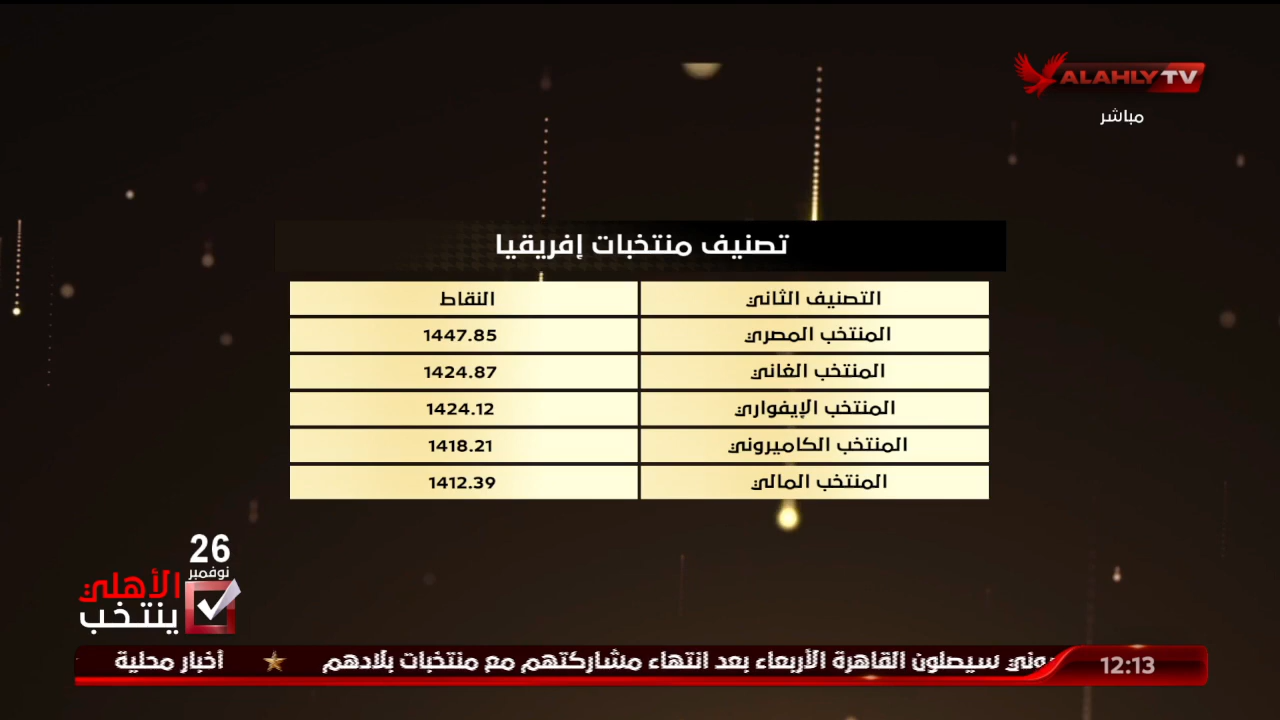 ALAHLY TV
مباشر
تصنيف منتخبات إفريقيا
التصنيف الثاني النقاط
المنتخب المصري 1447.85
المنتخب الغاني 1424.87
المنتخب الإيفواري 1424.12
المنتخب الكاميروني 1418.21
المنتخب المالي 1412.39
26
نوفمبر
الأهلي
ينتخب
12:13 سيصلون القاهرة الأربعاء بعد انتهاء مشاركتهم مع منتخبات بلادهم أخبار محلية